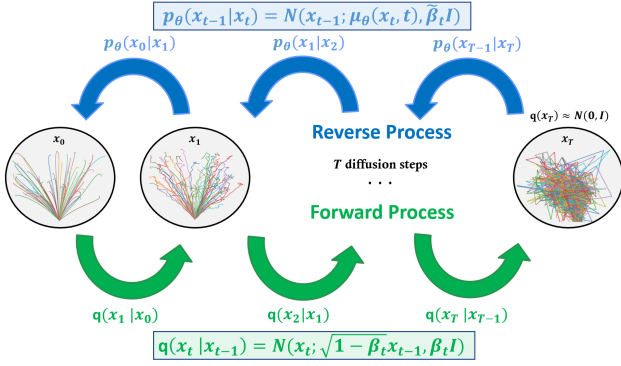 p_θ(x_{t−1}|x_t) = N(x_{t−1}; μ_θ(x_t, t), β̃_t I)
p_θ(x_0|x_1) p_θ(x_1|x_2) p_θ(x_{T−1}|x_T)
q(x_T) ≈ N(0, I)
x_0 x_1 x_T
Reverse Process
T diffusion steps
. . .
Forward Process
q(x_1 |x_0) q(x_2|x_1) q(x_T |x_{T−1})
q(x_t |x_{t−1}) = N(x_t; √(1 − β_t) x_{t−1}, β_t I)